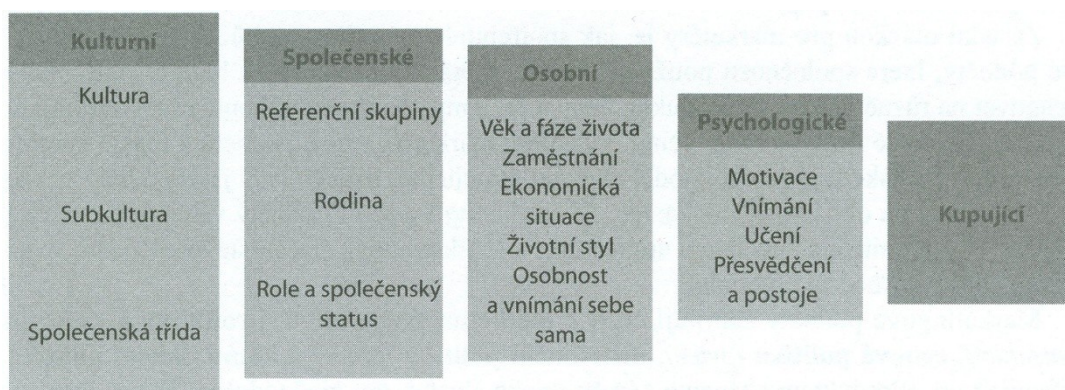 Kulturní
Kultura
Subkultura
Společenská třída
Společenské
Referenční skupiny
Rodina
Role a společenský
status
Osobní
Věk a fáze života
Zaměstnání
Ekonomická
situace
Životní styl
Osobnost
a vnímání sebe
sama
Psychologické
Motivace
Vnímání
Učení
Přesvědčení
a postoje
Kupující